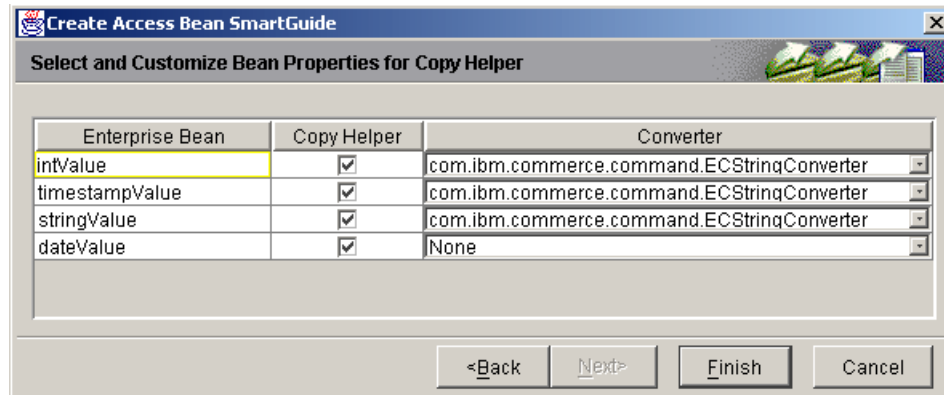 Create Access Bean SmartGuide
Select and Customize Bean Properties for Copy Helper
Enterprise Bean Copy Helper Converter
intValue com.ibm.commerce.command.ECStringConverter
timestampValue com.ibm.commerce.command.ECStringConverter
stringValue com.ibm.commerce.command.ECStringConverter
dateValue None
<Back Next> Finish Cancel